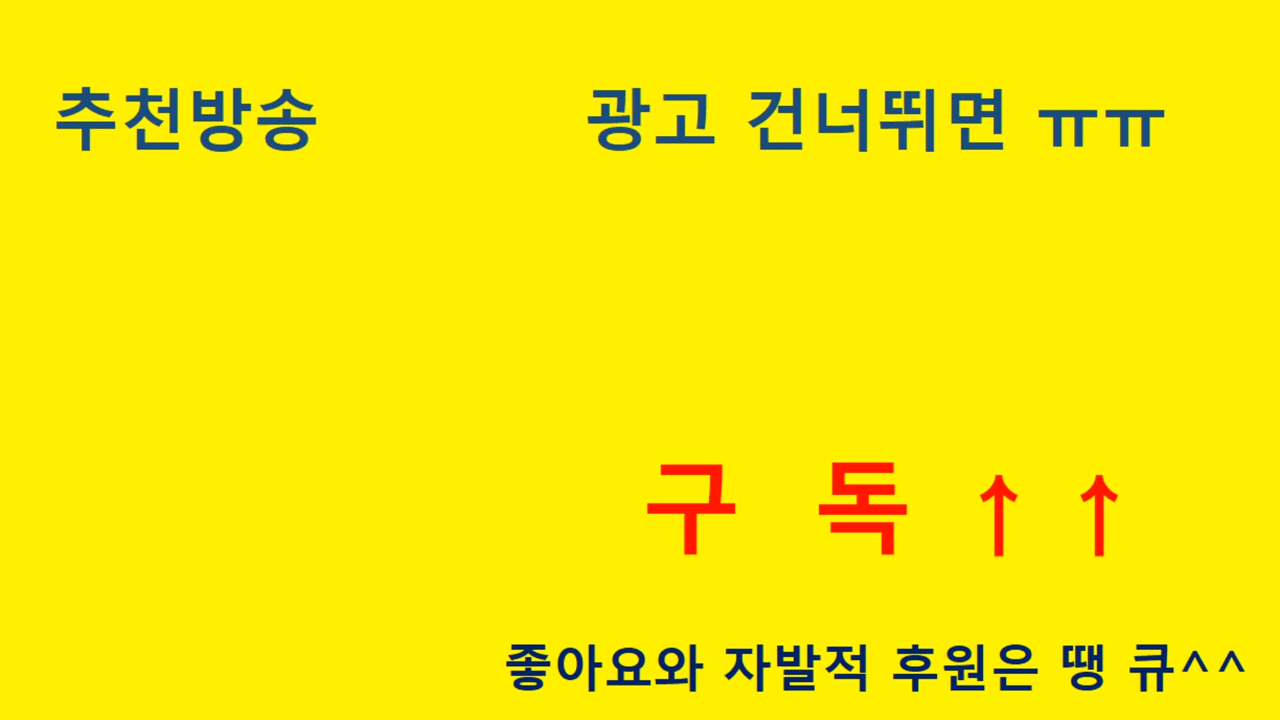 추천방송
광고 건너뛰면 ㅠㅠ
구 독 ↑ ↑
좋아요와 자발적 후원은 땡 큐^^